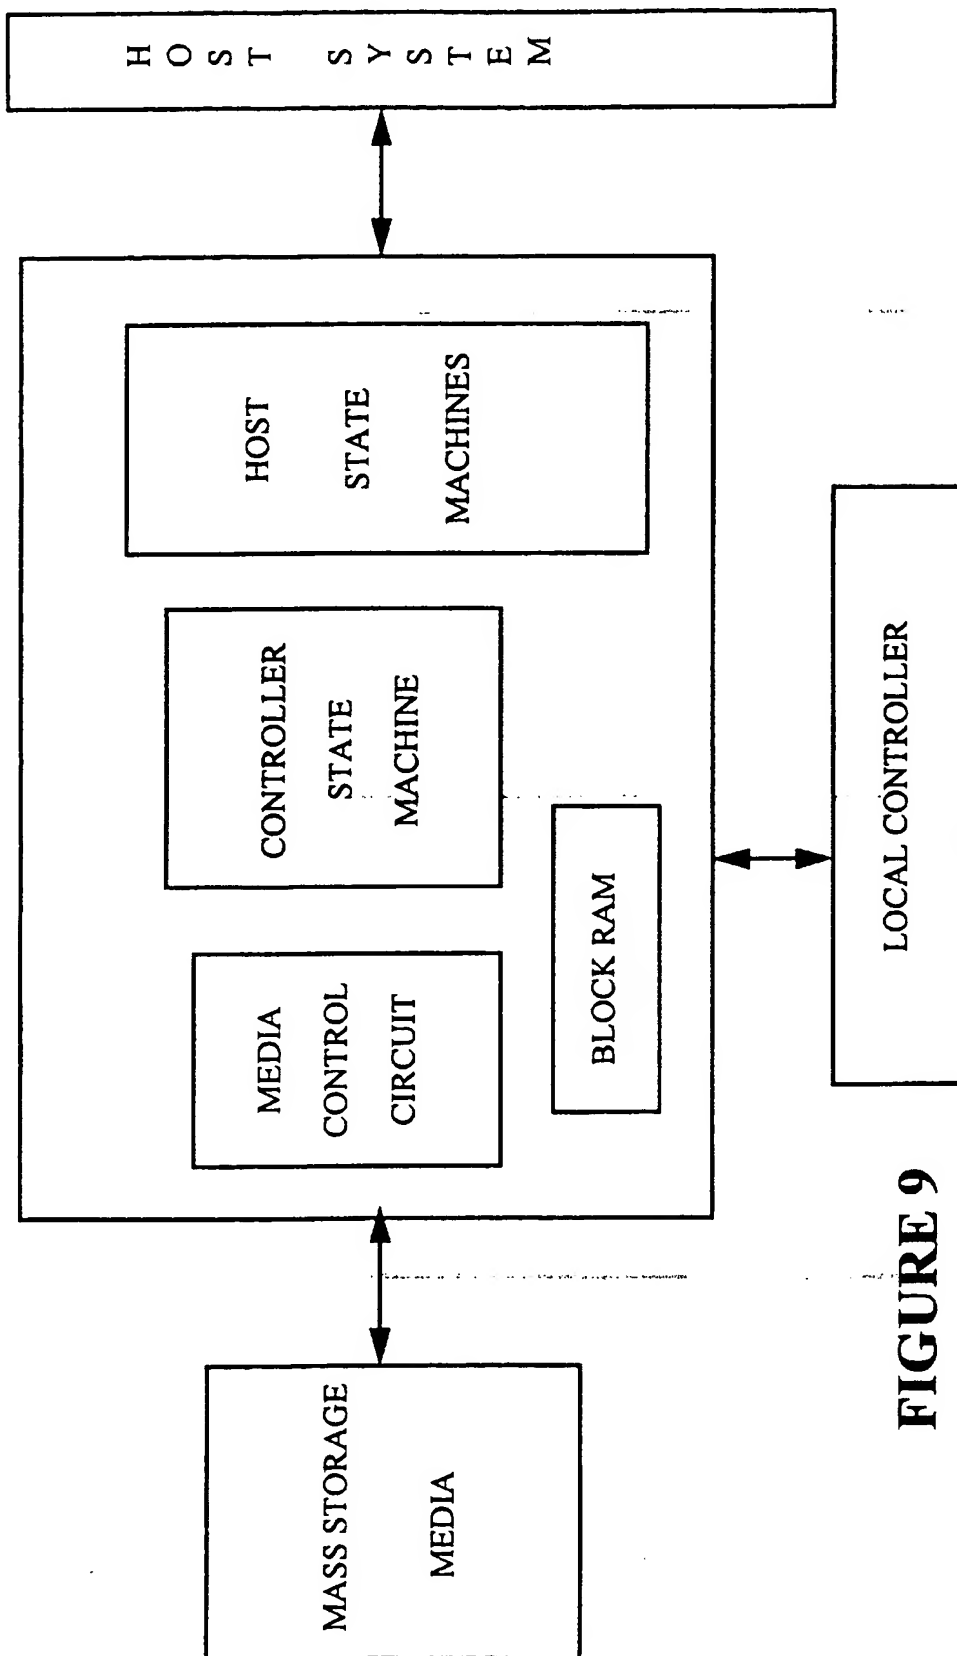 MASS STORAGE
MEDIA
MEDIA
CONTROL
CIRCUIT
CONTROLLER
STATE
MACHINE
HOST
STATE
MACHINES
BLOCK RAM
HOST SYSTEM
LOCAL CONTROLLER
FIGURE 9